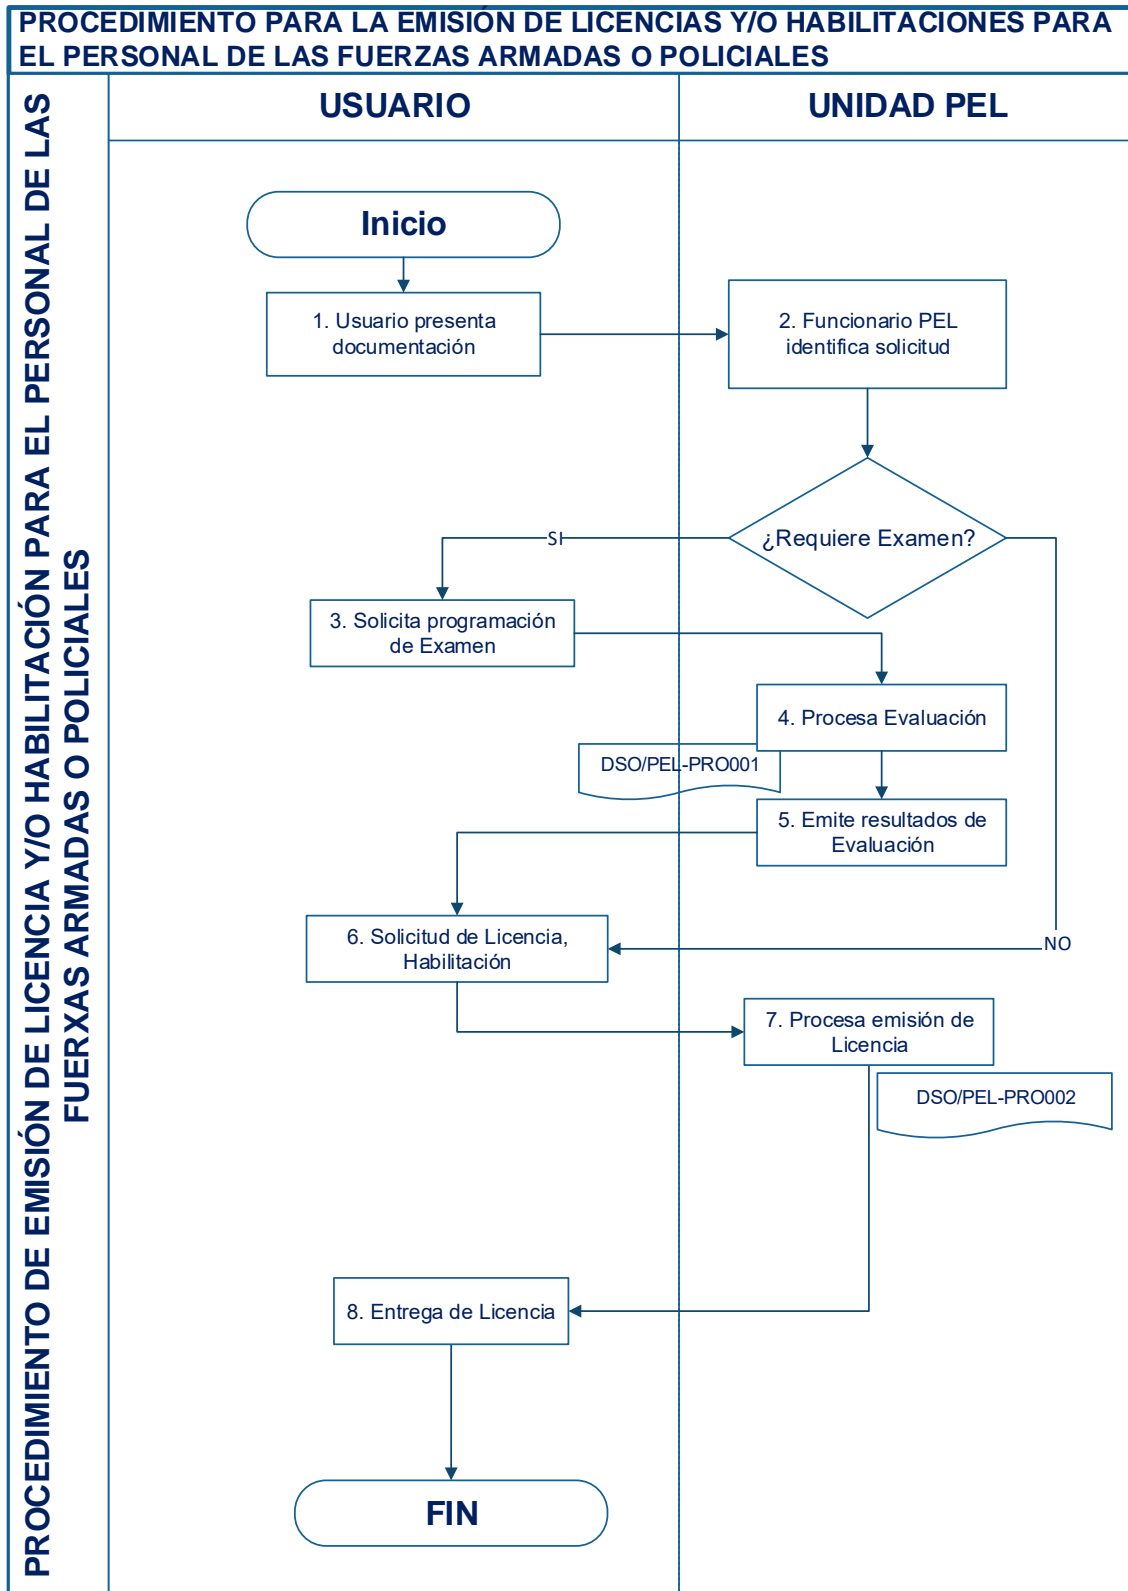 PROCEDIMIENTO PARA LA EMISIÓN DE LICENCIAS Y/O HABILITACIONES PARA
EL PERSONAL DE LAS FUERZAS ARMADAS O POLICIALES
PROCEDIMIENTO DE EMISIÓN DE LICENCIA Y/O HABILITACIÓN PARA EL PERSONAL DE LAS
FUERXAS ARMADAS O POLICIALES
USUARIO
UNIDAD PEL
Inicio
1. Usuario presenta
documentación
2. Funcionario PEL
identifica solicitud
¿Requiere Examen?
SI
3. Solicita programación
de Examen
4. Procesa Evaluación
DSO/PEL-PRO001
5. Emite resultados de
Evaluación
6. Solicitud de Licencia,
Habilitación
NO
7. Procesa emisión de
Licencia
DSO/PEL-PRO002
8. Entrega de Licencia
FIN